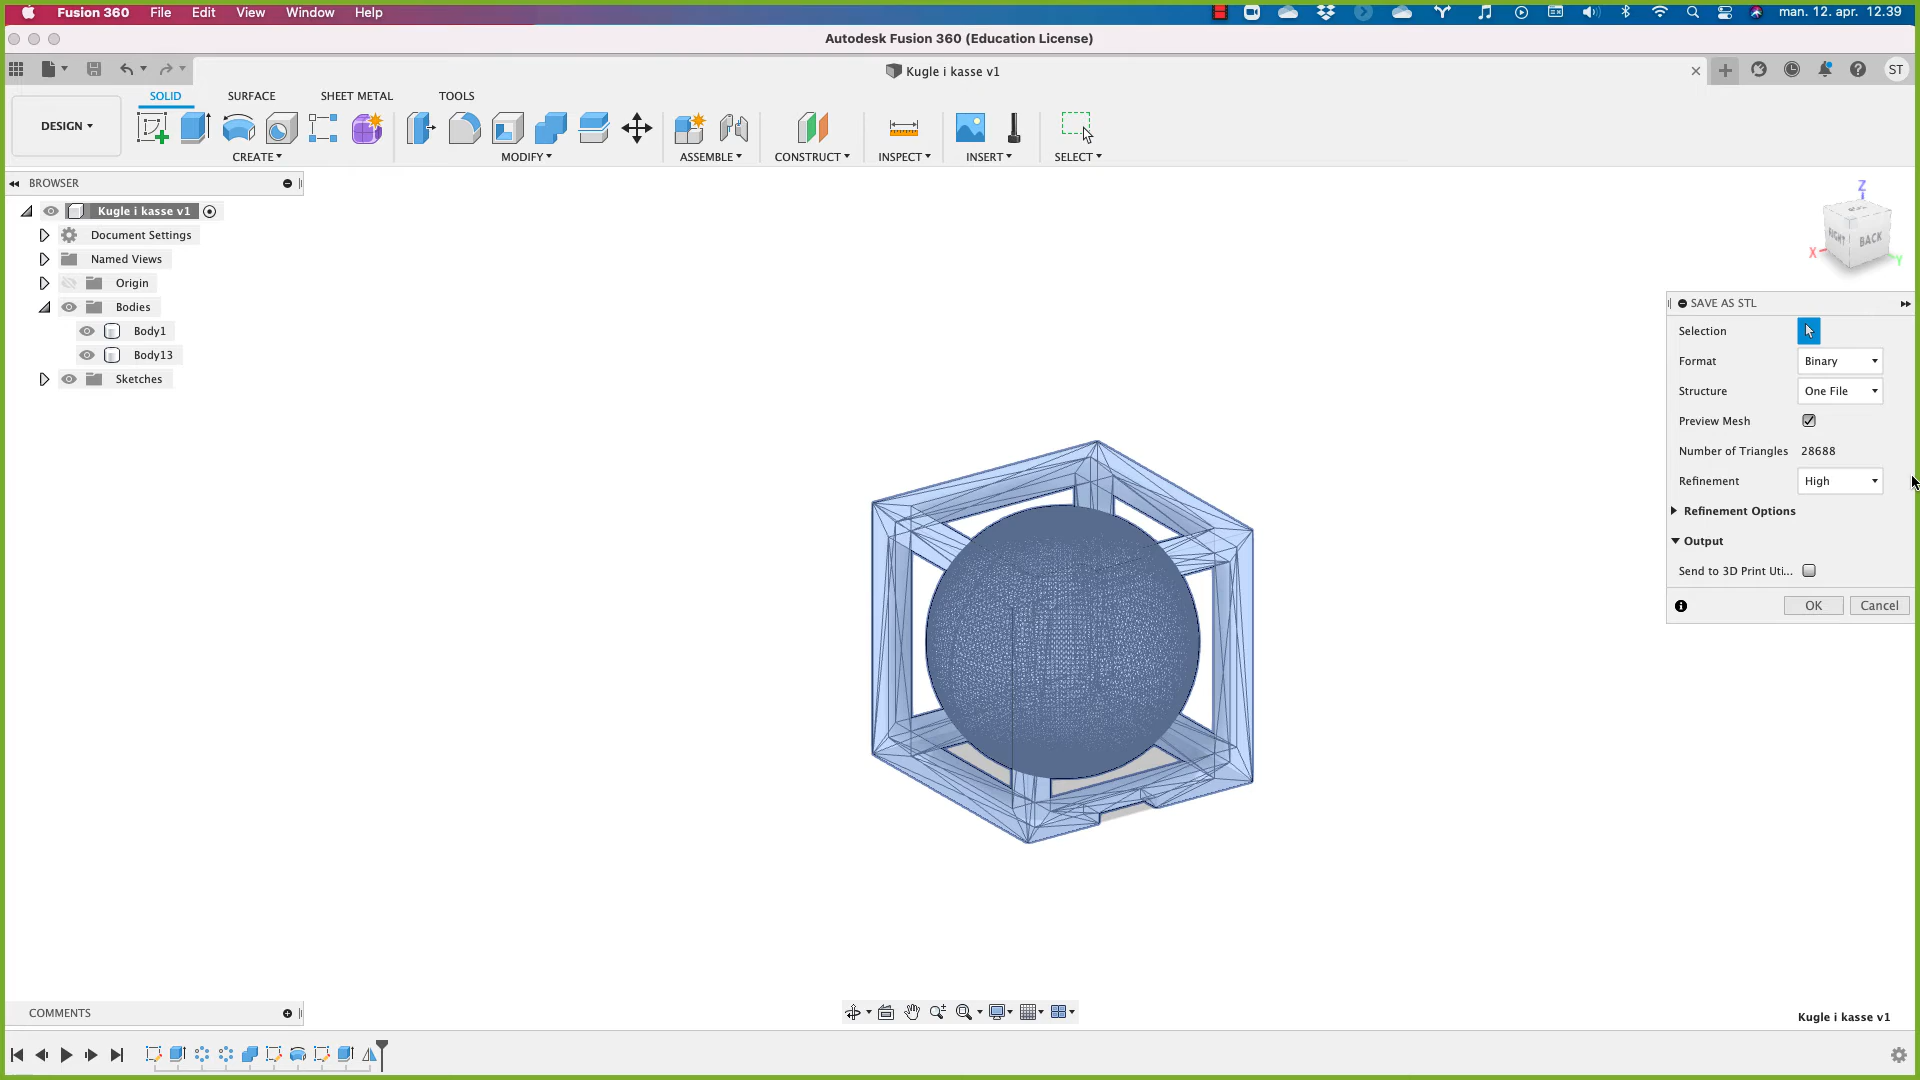 Fusion 360 File Edit View Window Help man. 12. apr. 12.39
Autodesk Fusion 360 (Education License)
Kugle i kasse v1
ST
SOLID SURFACE SHEET METAL TOOLS
DESIGN
CREATE MODIFY ASSEMBLE CONSTRUCT INSPECT INSERT SELECT
BROWSER
Kugle i kasse v1
Document Settings
Named Views
Origin
Bodies
Body1
Body13
Sketches
Z
RIGHT BACK
X Y
SAVE AS STL
Selection
Format Binary
Structure One File
Preview Mesh
Number of Triangles 28688
Refinement High
Refinement Options
Output
Send to 3D Print Uti...
OK Cancel
COMMENTS
Kugle i kasse v1